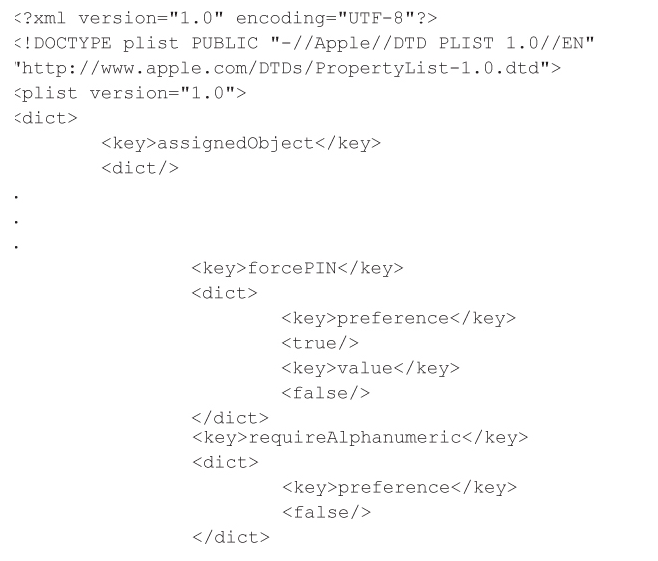 <?xml version="1.0" encoding="UTF-8"?>
<!DOCTYPE plist PUBLIC "-//Apple//DTD PLIST 1.0//EN"
"http://www.apple.com/DTDs/PropertyList-1.0.dtd">
<plist version="1.0">
<dict>
<key>assignedObject</key>
<dict/>
.
.
.
<key>forcePIN</key>
<dict>
<key>preference</key>
<true/>
<key>value</key>
<false/>
</dict>
<key>requireAlphanumeric</key>
<dict>
<key>preference</key>
<false/>
</dict>